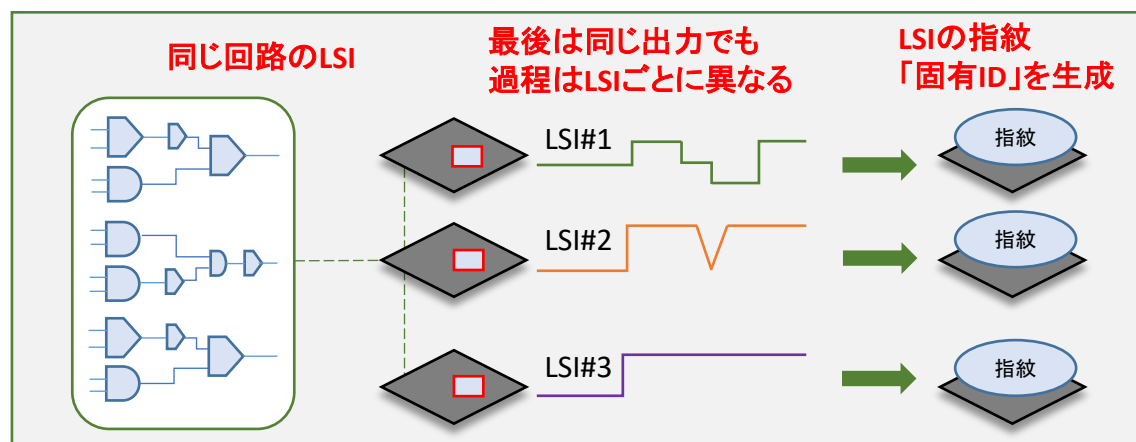 同じ回路のLSI
最後は同じ出力でも
過程はLSIごとに異なる
LSIの指紋
「固有ID」を生成
LSI#1
指紋
LSI#2
指紋
LSI#3
指紋